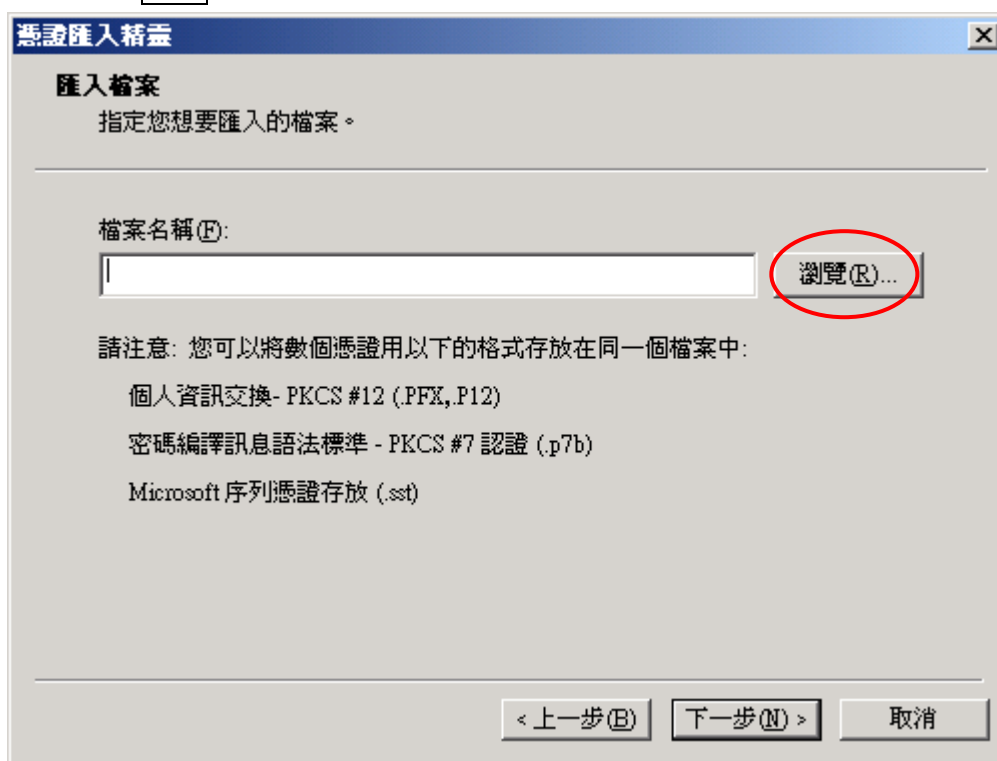 憑證匯入精靈
匯入檔案
指定您想要匯入的檔案。
檔案名稱(F):
瀏覽(R)...
請注意: 您可以將數個憑證用以下的格式存放在同一個檔案中:
個人資訊交換- PKCS #12 (.PFX,.P12)
密碼編譯訊息語法標準 - PKCS #7 認證 (.p7b)
Microsoft 序列憑證存放 (.sst)
< 上一步(B) 下一步(N) > 取消